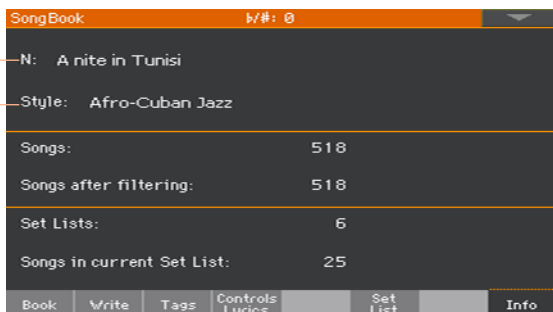 SongBook ♭/#: 0
N: A nite in Tunisi
Style: Afro-Cuban Jazz
Songs: 518
Songs after filtering: 518
Set Lists: 6
Songs in current Set List: 25
Book Write Tags Controls Lyrics Set List Info